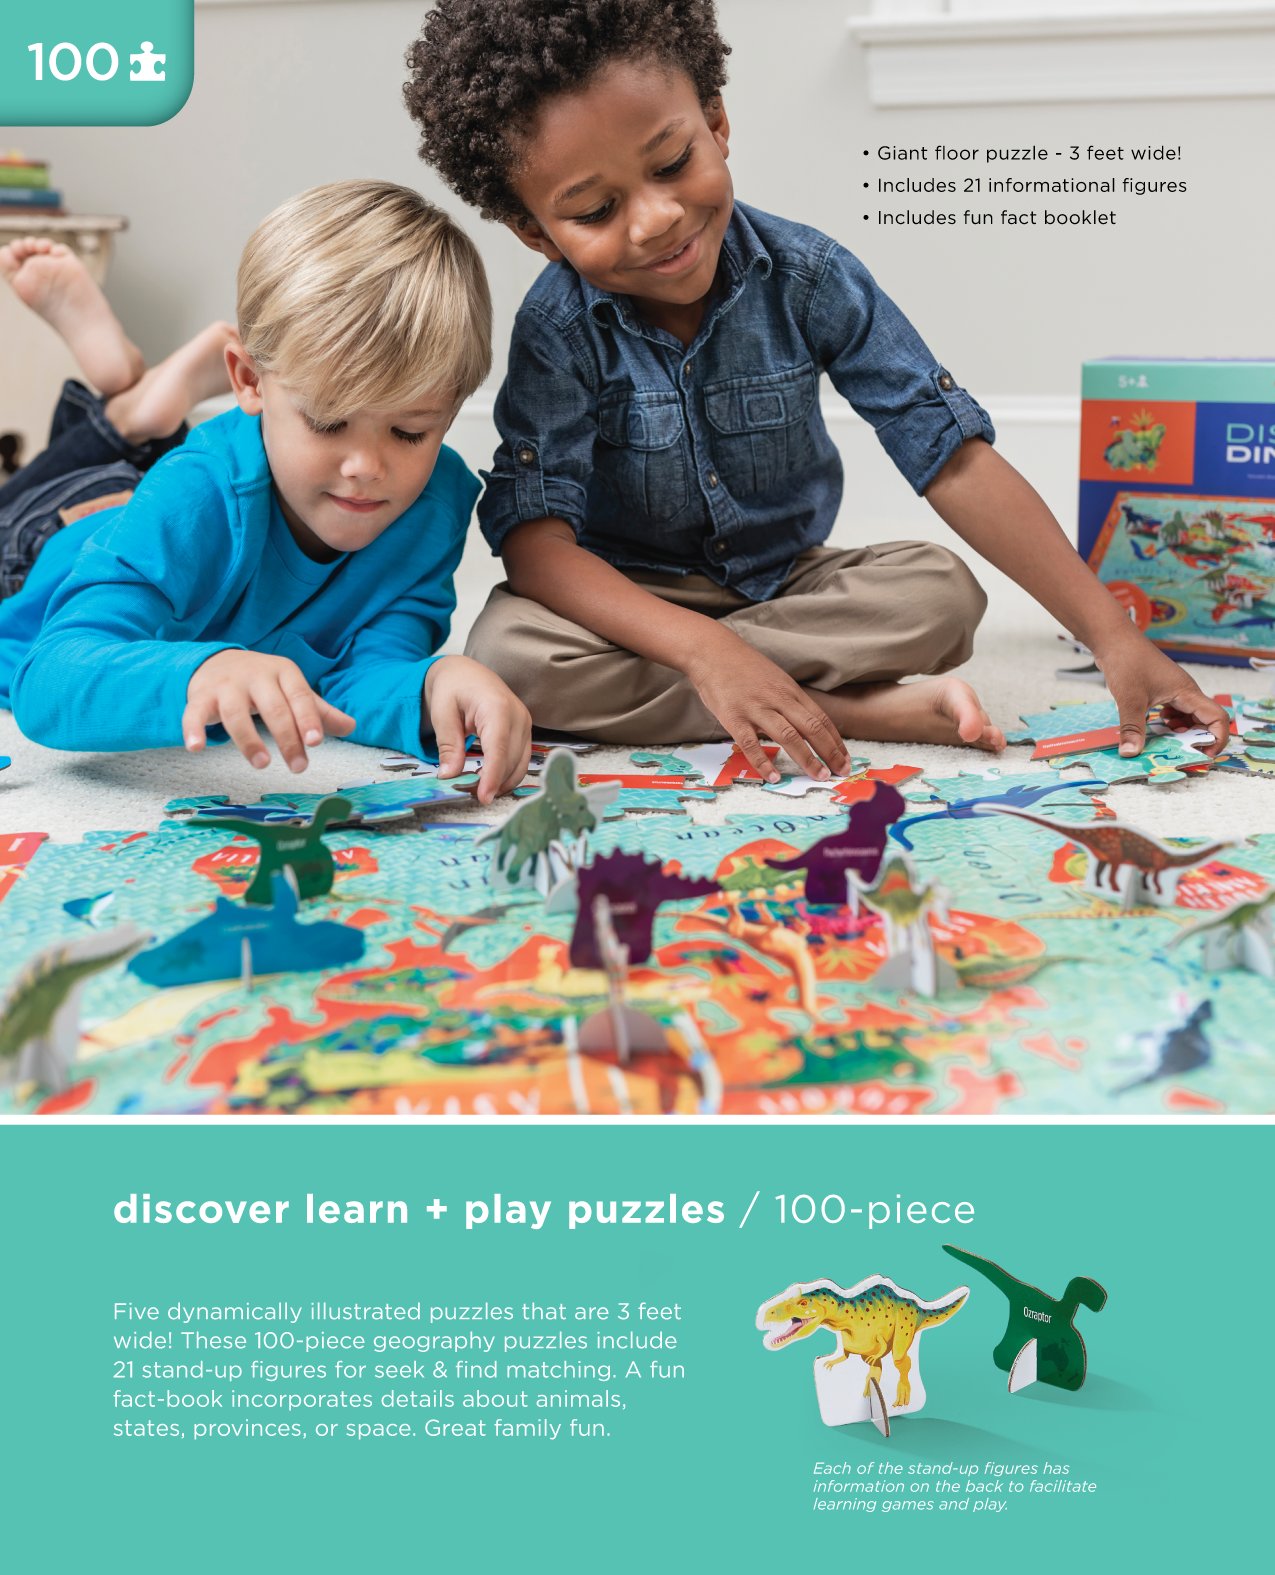 100
• Giant floor puzzle - 3 feet wide!
• Includes 21 informational figures
• Includes fun fact booklet
5+
discover learn + play puzzles / 100-piece
Five dynamically illustrated puzzles that are 3 feet
wide! These 100-piece geography puzzles include
21 stand-up figures for seek & find matching. A fun
fact-book incorporates details about animals,
states, provinces, or space. Great family fun.
Ozraptor
Each of the stand-up figures has
information on the back to facilitate
learning games and play.